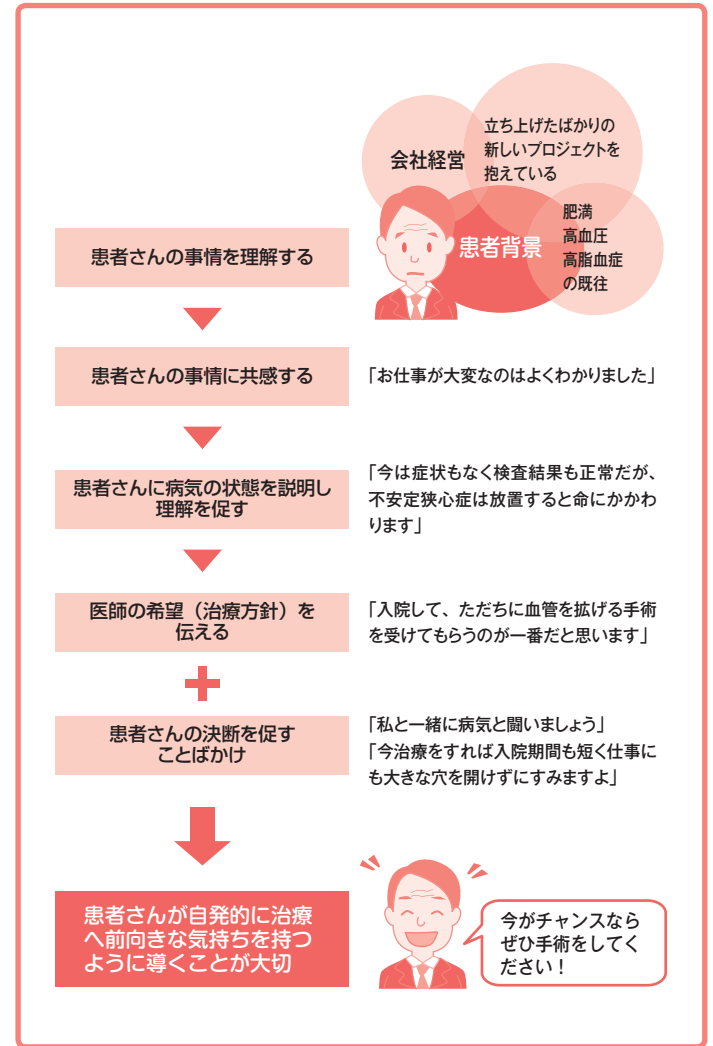 会社経営
立ち上げたばかりの
新しいプロジェクトを
抱えている
患者背景
肥満
高血圧
高脂血症
の既往
患者さんの事情を理解する
患者さんの事情に共感する
「お仕事が大変なのはよくわかりました」
患者さんに病気の状態を説明し
理解を促す
「今は症状もなく検査結果も正常だが、
不安定狭心症は放置すると命にかかわ
ります」
医師の希望（治療方針）を
伝える
「入院して、ただちに血管を拡げる手術
を受けてもらうのが一番だと思います」
患者さんの決断を促す
ことばかけ
「私と一緒に病気と闘いましょう」
「今治療をすれば入院期間も短く仕事に
も大きな穴を開けずにすみますよ」
患者さんが自発的に治療
へ前向きな気持ちを持つ
ように導くことが大切
今がチャンスなら
ぜひ手術をしてく
ださい！